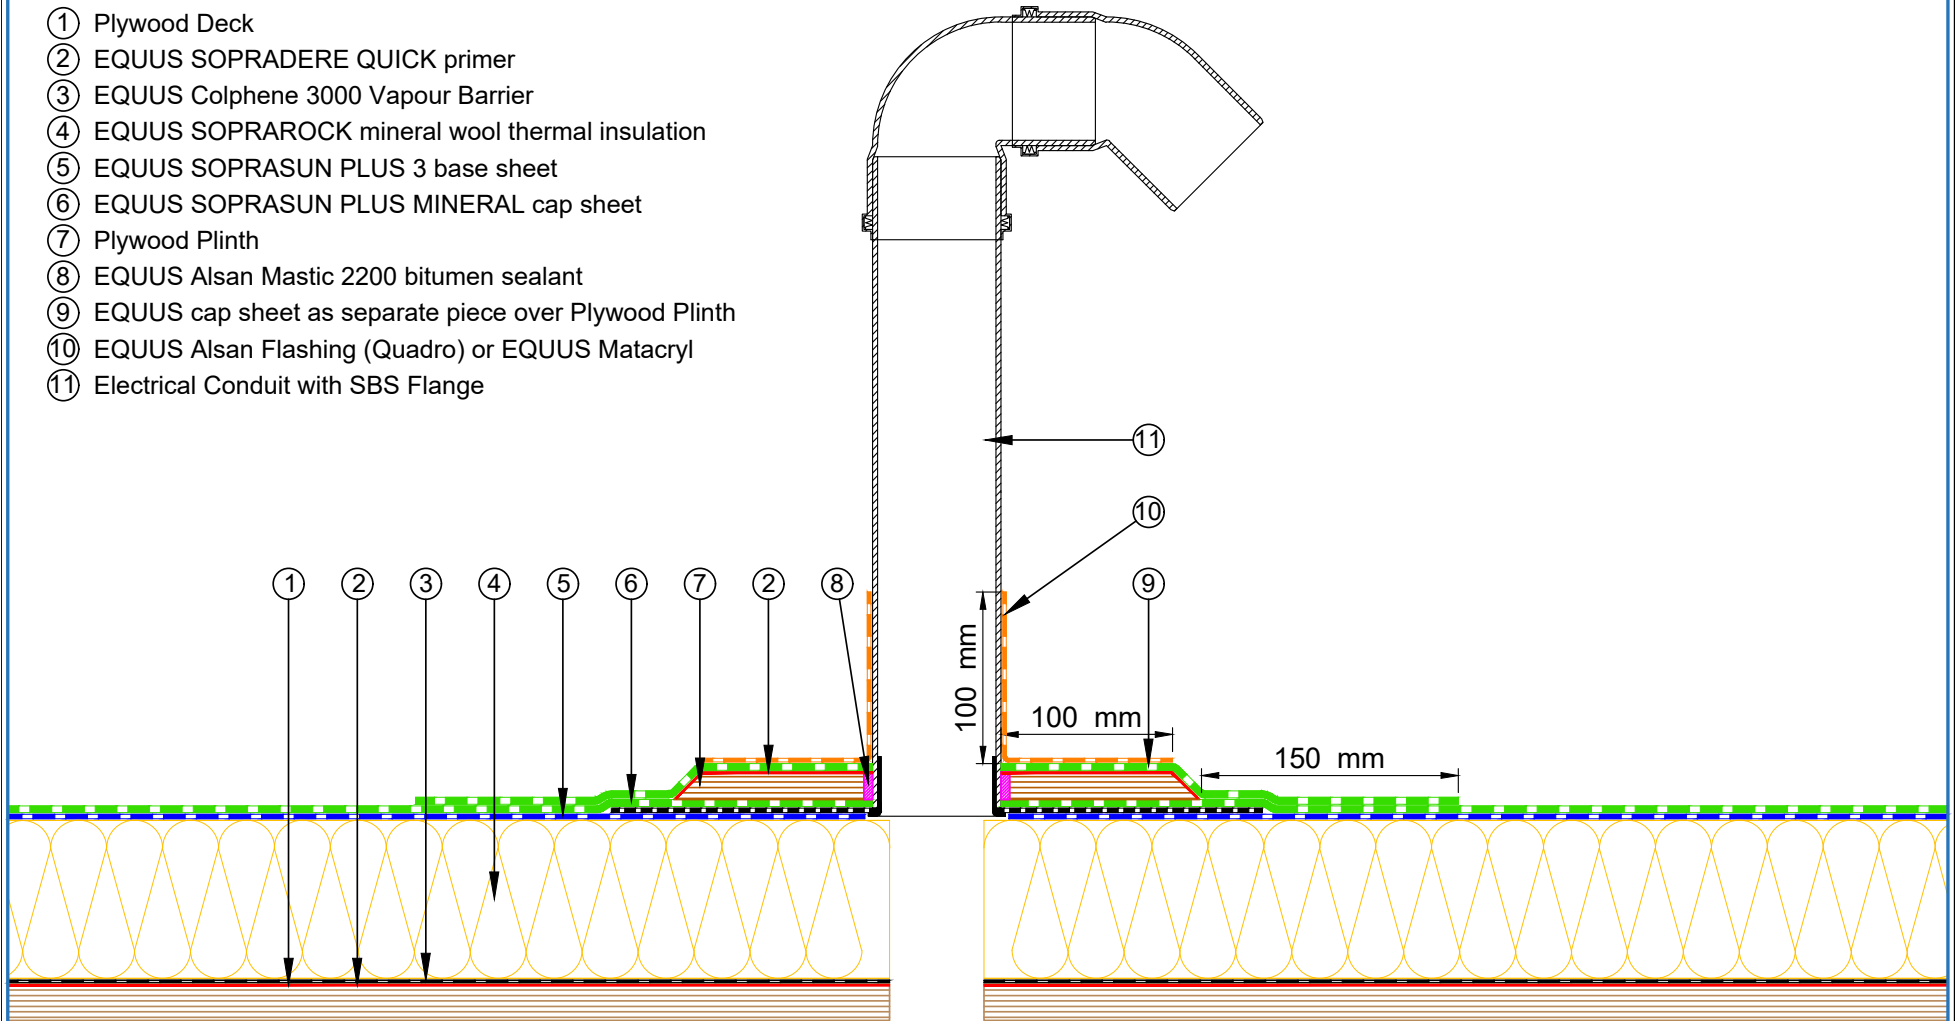 1 Plywood Deck
2 EQUUS SOPRADERE QUICK primer
3 EQUUS Colphene 3000 Vapour Barrier
4 EQUUS SOPRAROCK mineral wool thermal insulation
5 EQUUS SOPRASUN PLUS 3 base sheet
6 EQUUS SOPRASUN PLUS MINERAL cap sheet
7 Plywood Plinth
8 EQUUS Alsan Mastic 2200 bitumen sealant
9 EQUUS cap sheet as separate piece over Plywood Plinth
10 EQUUS Alsan Flashing (Quadro) or EQUUS Matacryl
11 Electrical Conduit with SBS Flange
11
10
1 2 3 4 5 6 7 2 8 9
100 mm
100 mm
150 mm